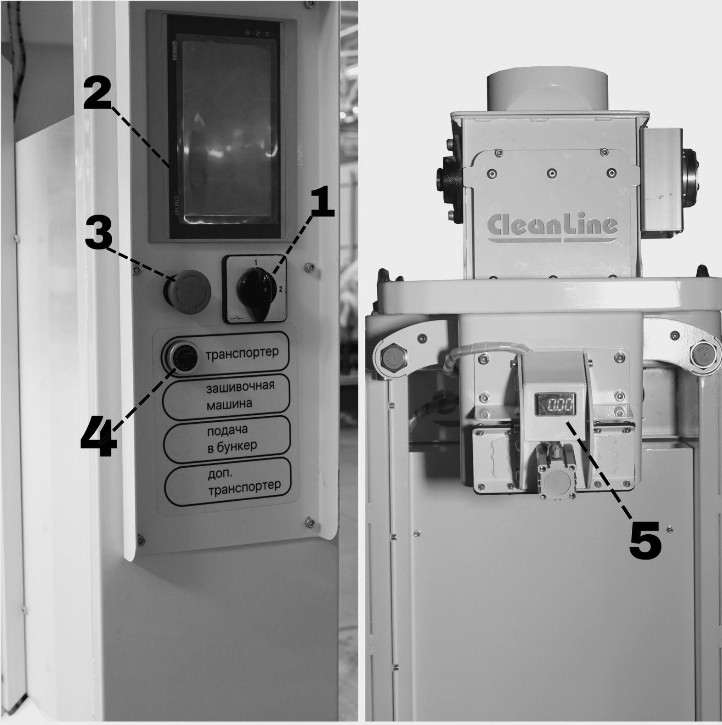 2
1
3
1
2
транспортер
зашивочная
машина
4
подача
в бункер
доп.
транспортер
CleanLine
0.00
5